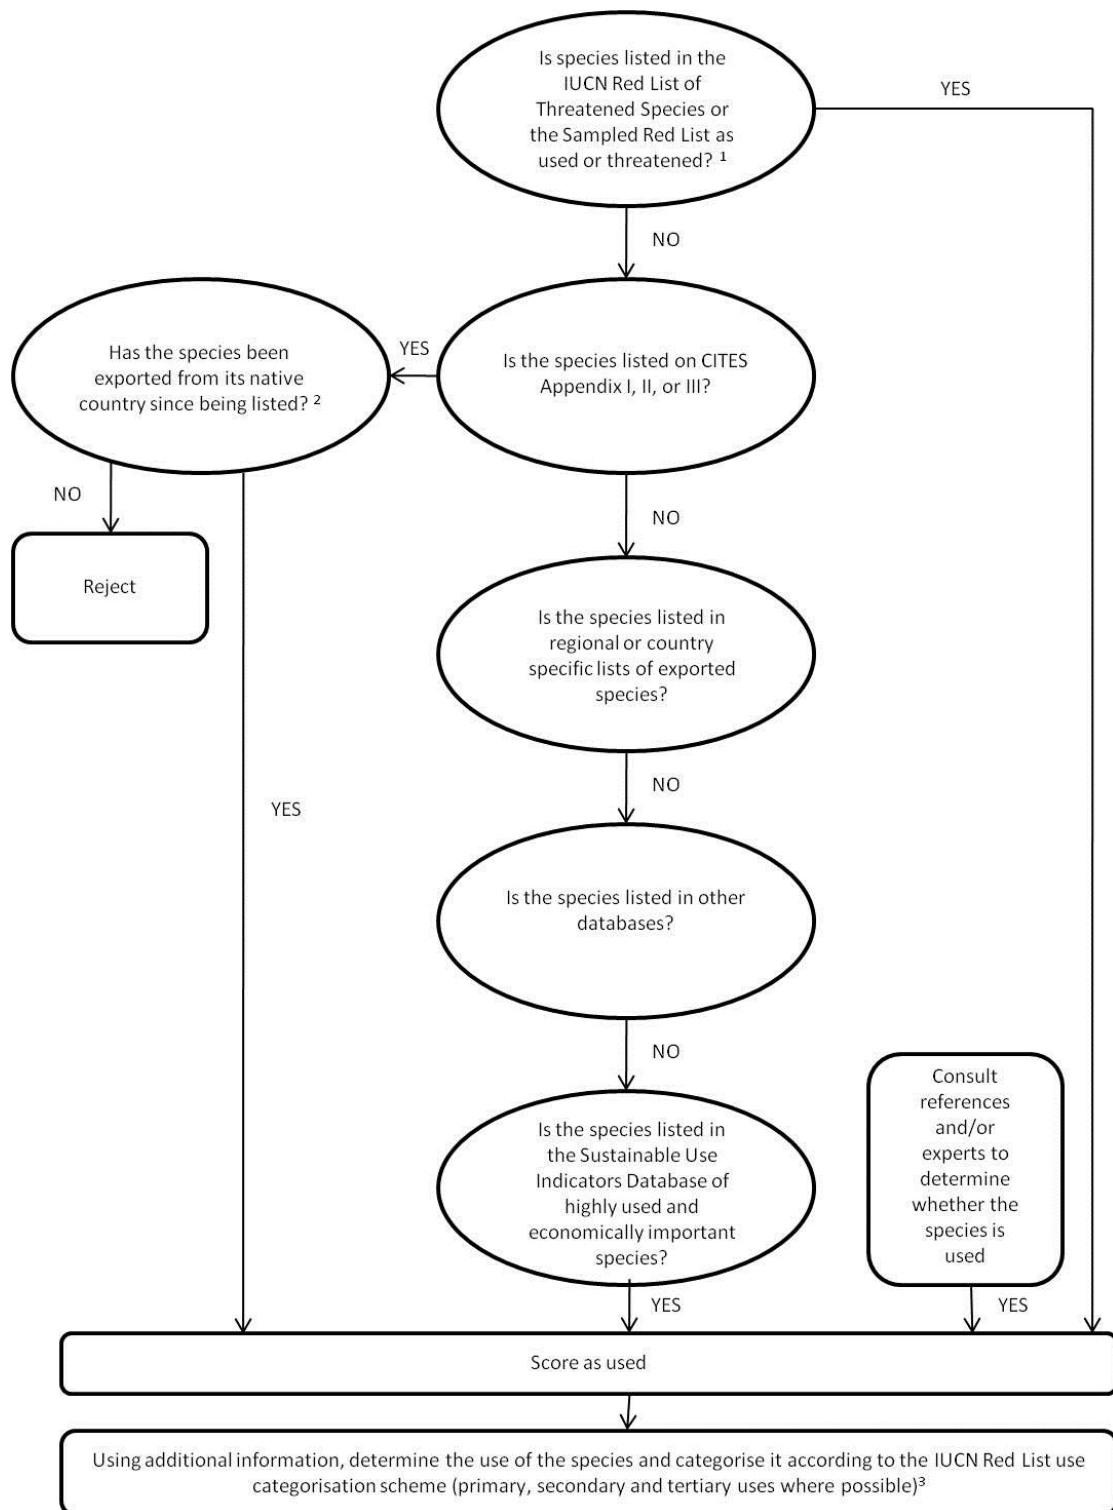 Is species listed in the
IUCN Red List of
Threatened Species or
the Sampled Red List as
used or threatened? 1
YES
NO
Has the species been
exported from its native
country since being listed? 2
YES
Is the species listed on CITES
Appendix I, II, or III?
NO
Reject
NO
Is the species listed in
regional or country
specific lists of exported
species?
YES
NO
Is the species listed in other
databases?
NO
Is the species listed in
the Sustainable Use
Indicators Database of
highly used and
economically important
species?
Consult
references
and/or
experts to
determine
whether the
species is
used
YES
YES
Score as used
Using additional information, determine the use of the species and categorise it according to the IUCN Red List use
categorisation scheme (primary, secondary and tertiary uses where possible)3